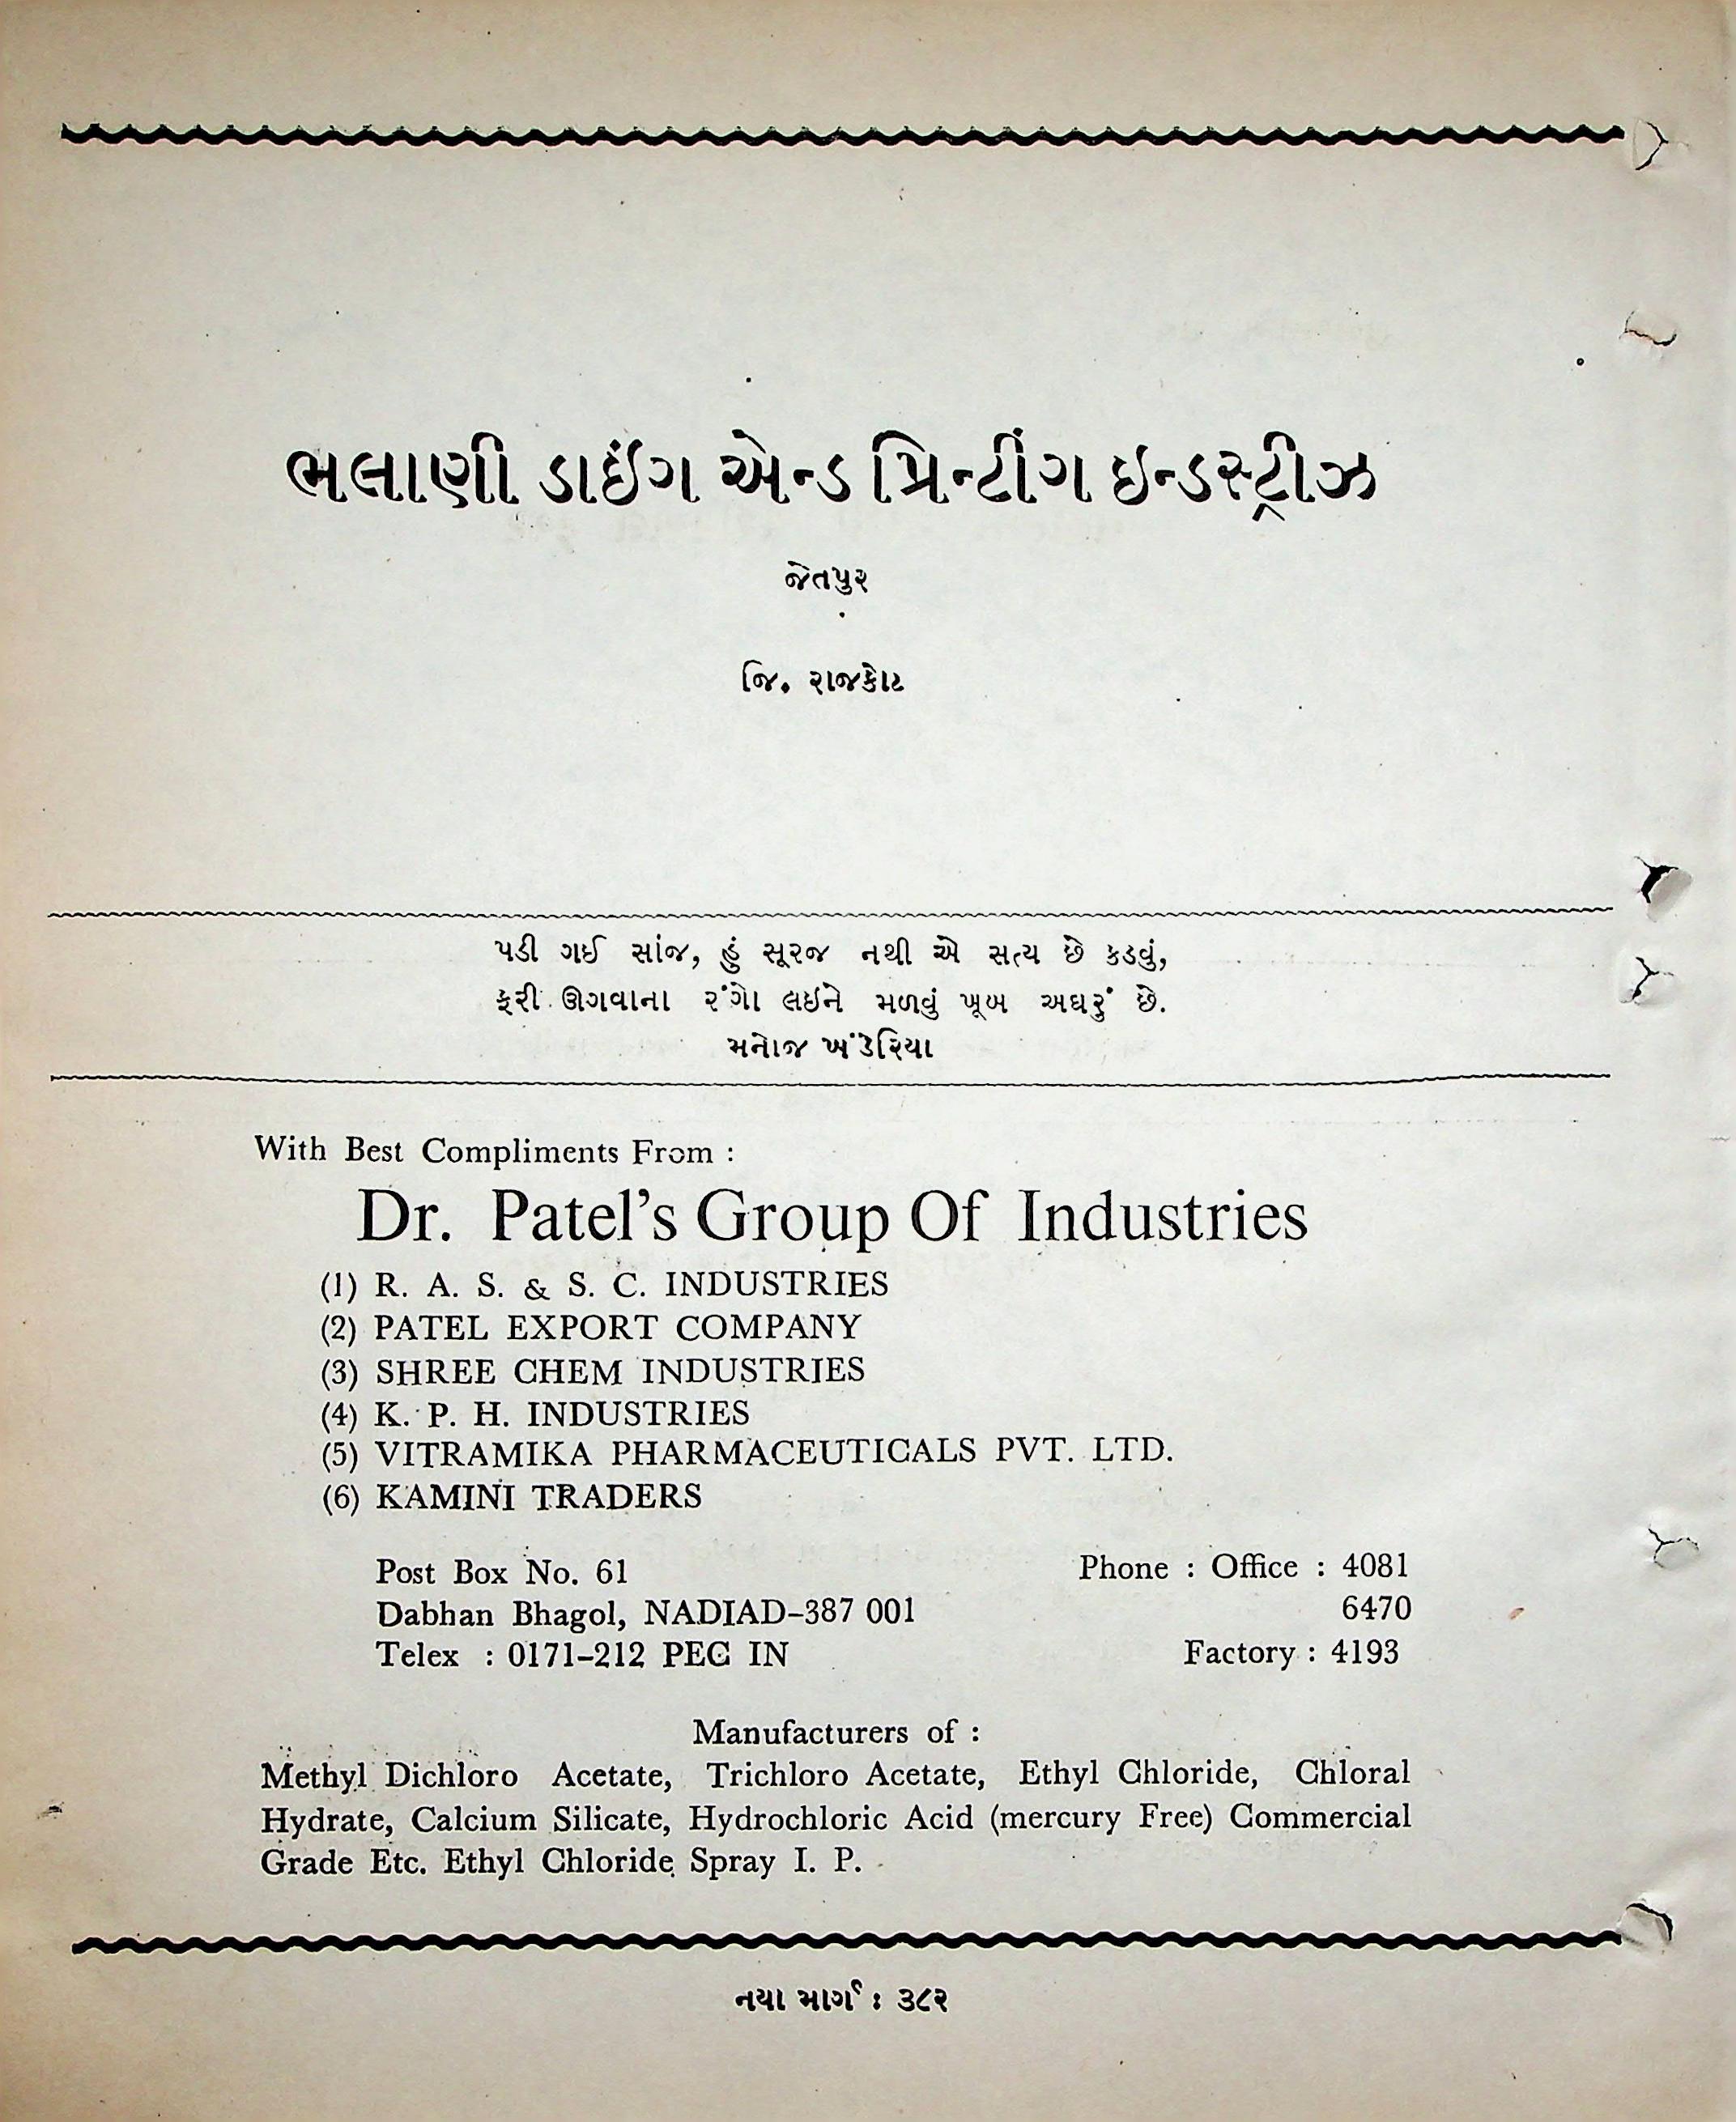 ભલાણી ડાઈંગ એન્ડ પ્રિન્ટીંગ ઇન્ડસ્ટ્રીઝ
જેતપુર
જિ. રાજકોટ
પડી ગઈ સાંજ, હું સૂરજ નથી એ સત્ય છે કડવું,
ફરી ઊગવાના રંગો લઇને મળવું ખૂબ અઘરું છે.
મનોજ ખંડેરિયા
With Best Compliments From :
Dr. Patel's Group Of Industries
(1) R. A. S. & S. C. INDUSTRIES
(2) PATEL EXPORT COMPANY
(3) SHREE CHEM INDUSTRIES
(4) K. P. H. INDUSTRIES
(5) VITRAMIKA PHARMACEUTICALS PVT. LTD.
(6) KAMINI TRADERS
Post Box No. 61 Phone : Office : 4081
Dabhan Bhagol, NADIAD-387 001 6470
Telex : 0171-212 PEC IN Factory : 4193
Manufacturers of :
Methyl Dichloro Acetate, Trichloro Acetate, Ethyl Chloride, Chloral
Hydrate, Calcium Silicate, Hydrochloric Acid (mercury Free) Commercial
Grade Etc. Ethyl Chloride Spray I. P.
નયા માર્ગ : ૩૮૨